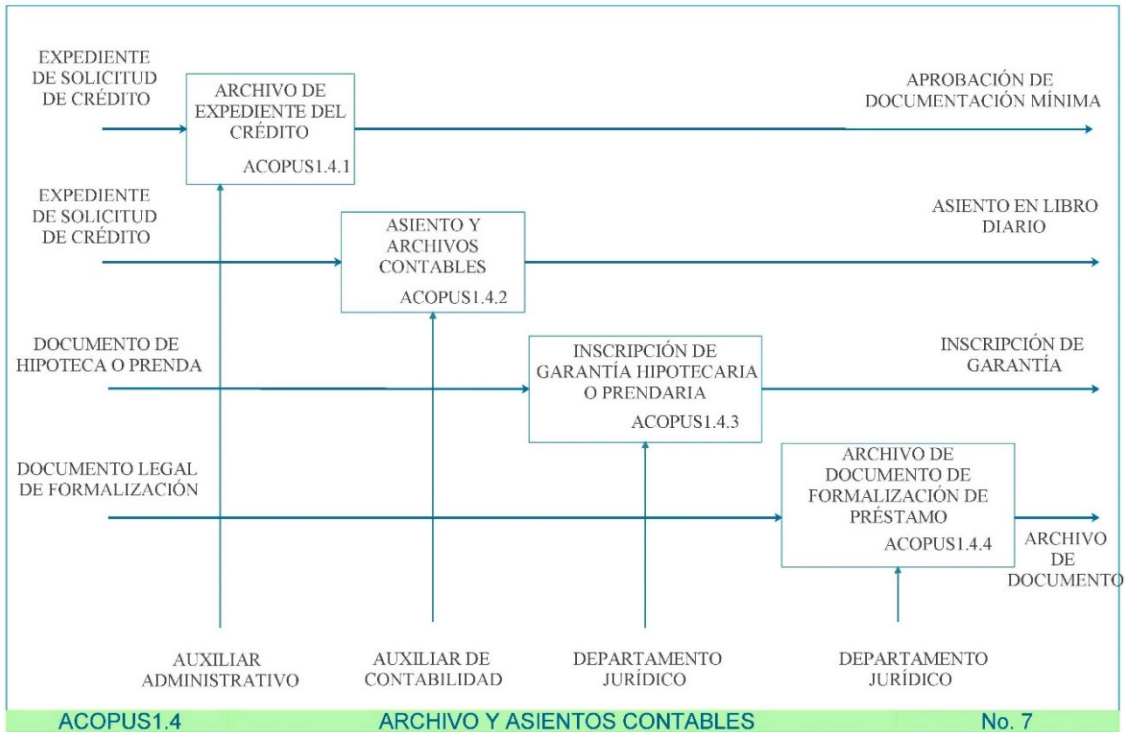 EXPEDIENTE
DE SOLICITUD
DE CRÉDITO
ARCHIVO DE
EXPEDIENTE DEL
CRÉDITO
ACOPUS1.4.1
APROBACIÓN DE
DOCUMENTACIÓN MÍNIMA
EXPEDIENTE
DE SOLICITUD
DE CRÉDITO
ASIENTO Y
ARCHIVOS
CONTABLES
ACOPUS1.4.2
ASIENTO EN LIBRO
DIARIO
DOCUMENTO DE
HIPOTECA O PRENDA
INSCRIPCIÓN DE
GARANTÍA HIPOTECARIA
O PRENDARIA
ACOPUS1.4.3
INSCRIPCIÓN DE
GARANTÍA
DOCUMENTO LEGAL
DE FORMALIZACIÓN
ARCHIVO DE
DOCUMENTO DE
FORMALIZACIÓN DE
PRÉSTAMO
ACOPUS1.4.4
ARCHIVO
DE
DOCUMENTO
AUXILIAR
ADMINISTRATIVO
AUXILIAR DE
CONTABILIDAD
DEPARTAMENTO
JURÍDICO
DEPARTAMENTO
JURÍDICO
ACOPUS1.4 ARCHIVO Y ASIENTOS CONTABLES No. 7